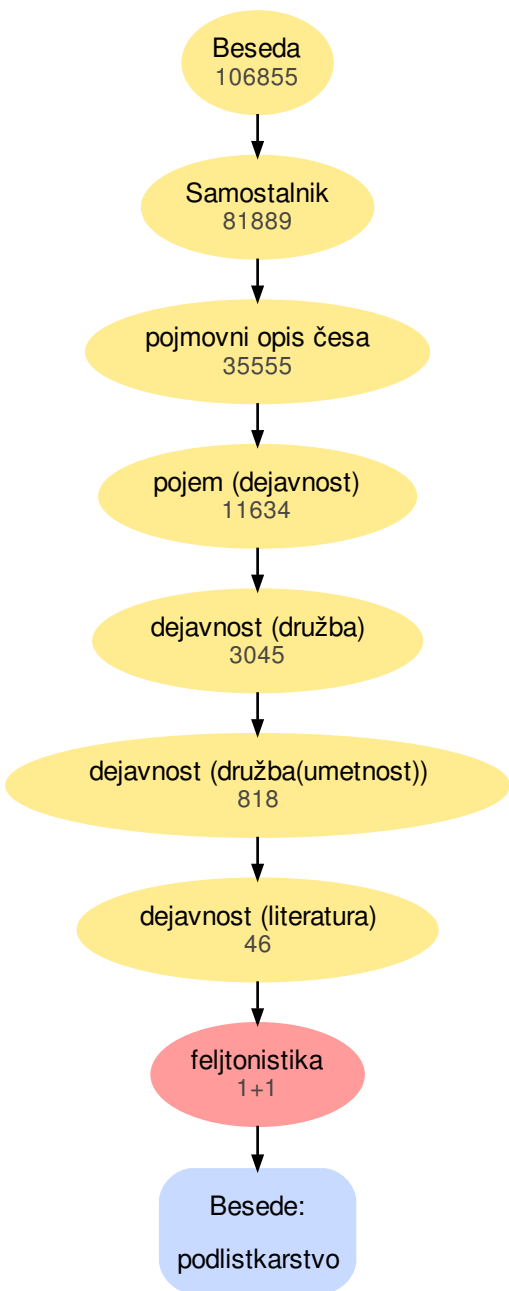 Beseda
106855
Samostalnik
81889
pojmovni opis česa
35555
pojem (dejavnost)
11634
dejavnost (družba)
3045
dejavnost (družba(umetnost))
818
dejavnost (literatura)
46
feljtonistika
1+1
Besede:
podlistkarstvo